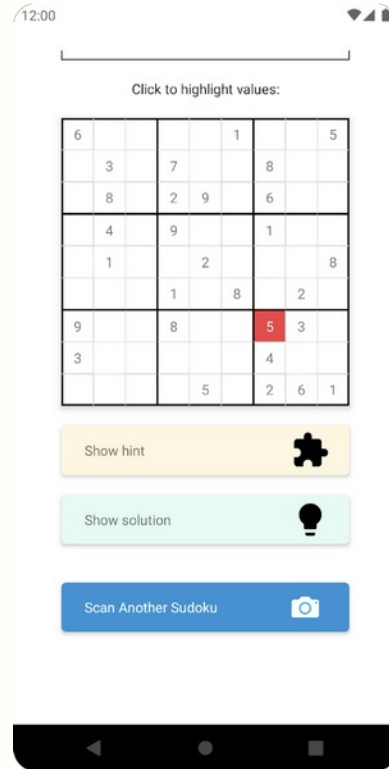 12:00
Click to highlight values:
6 1 5
3 7 8
8 2 9 6
4 9 1
1 2 8
1 8 2
9 8 5 3
3 4
5 2 6 1
Show hint
Show solution
Scan Another Sudoku